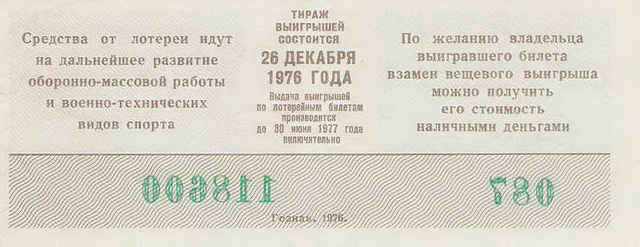 Средства от лотереи идут
на дальнейшее развитие
оборонно-массовой работы
и военно-технических
видов спорта
ТИРАЖ
ВЫИГРЫШЕЙ
СОСТОИТСЯ
26 ДЕКАБРЯ
1976 ГОДА
Выдача выигрышей
по лотерейным билетам
производится
до 30 июня 1977 года
включительно
По желанию владельца
выигравшего билета
взамен вещевого выигрыша
можно получить
его стоимость
наличными деньгами
003811 780
Гознак. 1976.